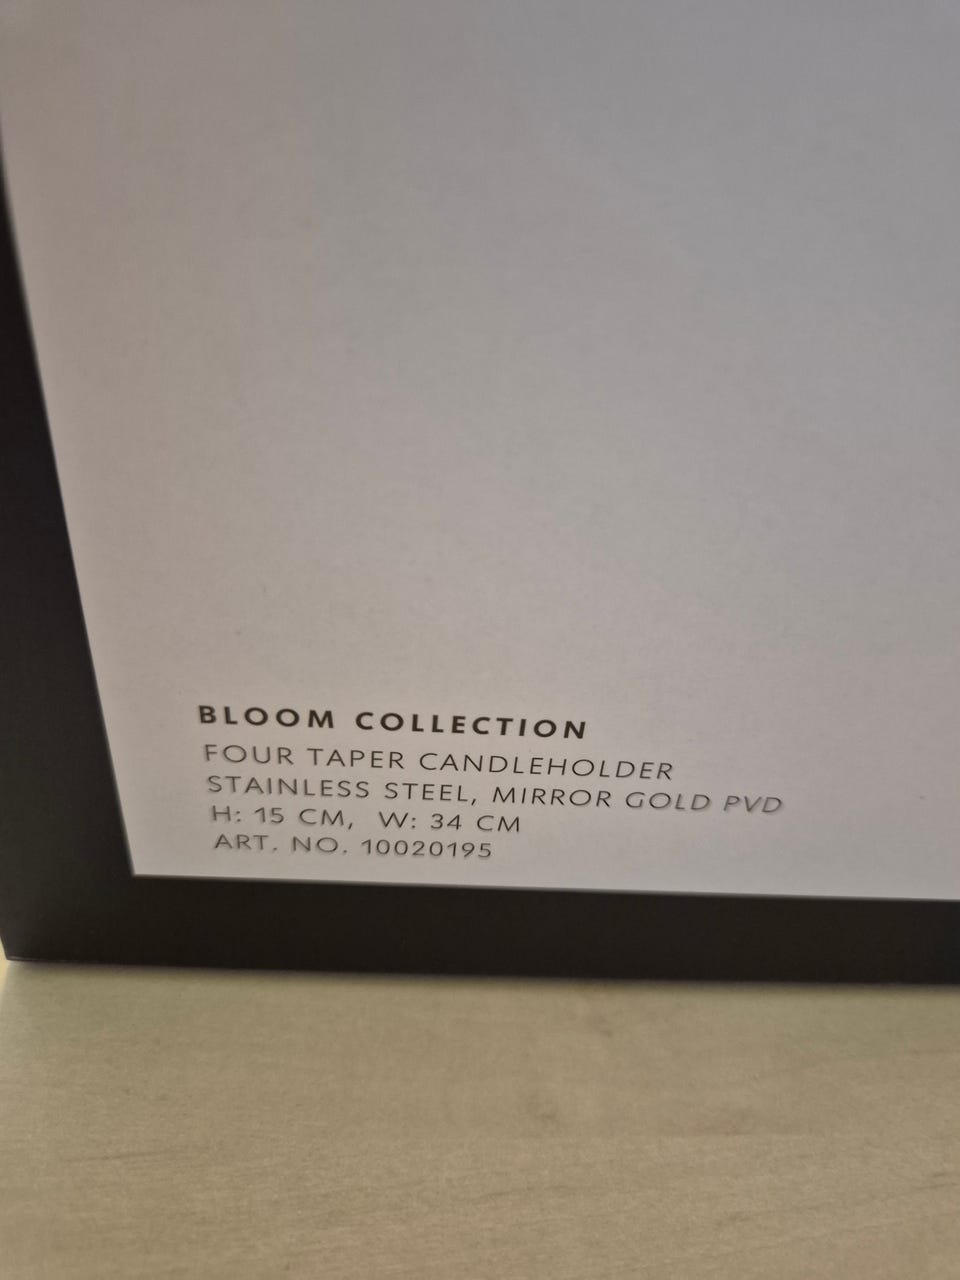 BLOOM COLLECTION
FOUR TAPER CANDLEHOLDER
STAINLESS STEEL, MIRROR GOLD PVD
H: 15 CM, W: 34 CM
ART. NO. 10020195